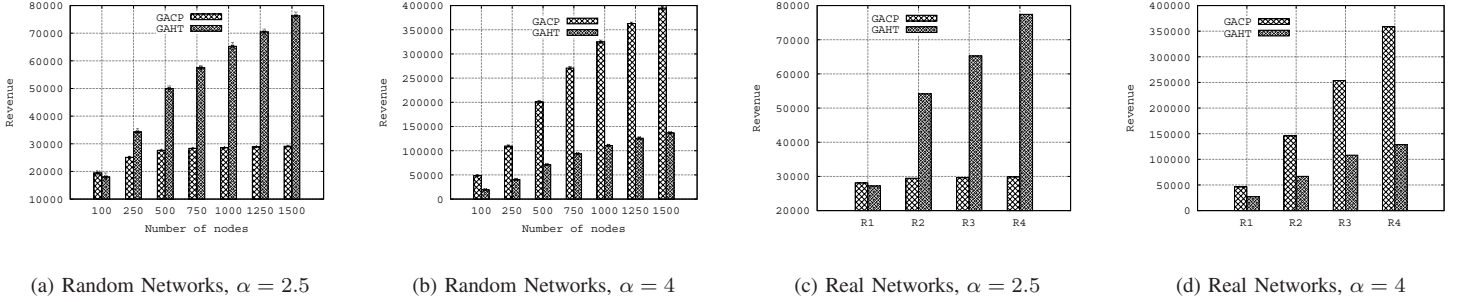 80000
70000
60000
50000
40000
30000
20000
10000
Revenue
GACP
GAHT
100 250 500 750 1000 1250 1500
Number of nodes
(a) Random Networks, α = 2.5
400000
350000
300000
250000
200000
150000
100000
50000
0
Revenue
GACP
GAHT
100 250 500 750 1000 1250 1500
Number of nodes
(b) Random Networks, α = 4
80000
70000
60000
50000
40000
30000
20000
Revenue
GACP
GAHT
R1 R2 R3 R4
(c) Real Networks, α = 2.5
400000
350000
300000
250000
200000
150000
100000
50000
0
Revenue
GACP
GAHT
R1 R2 R3 R4
(d) Real Networks, α = 4